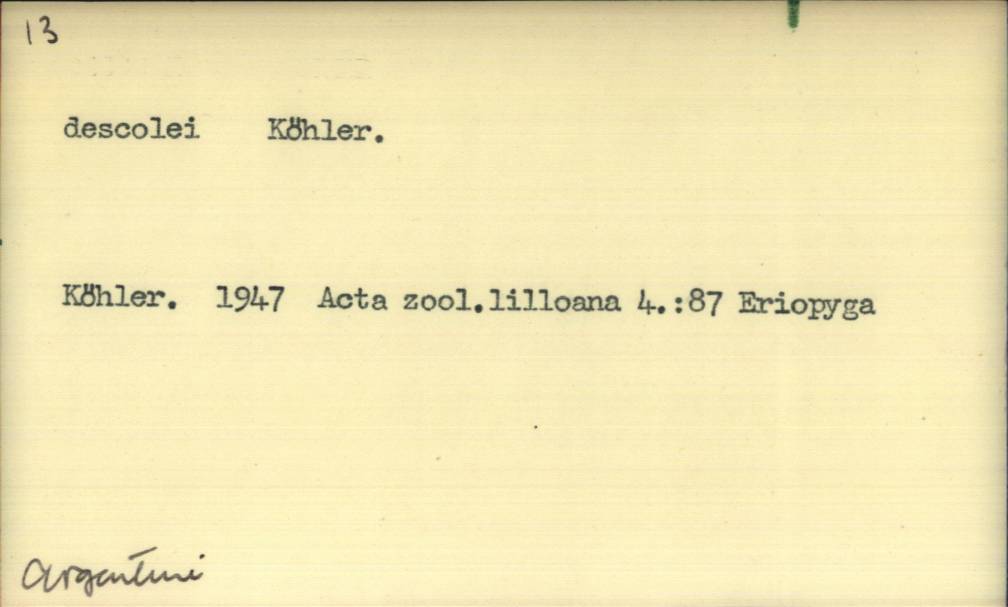 13
descolei Köhler.
Köhler. 1947 Acta zool.lilloana 4.:87 Eriopyga
Argentini